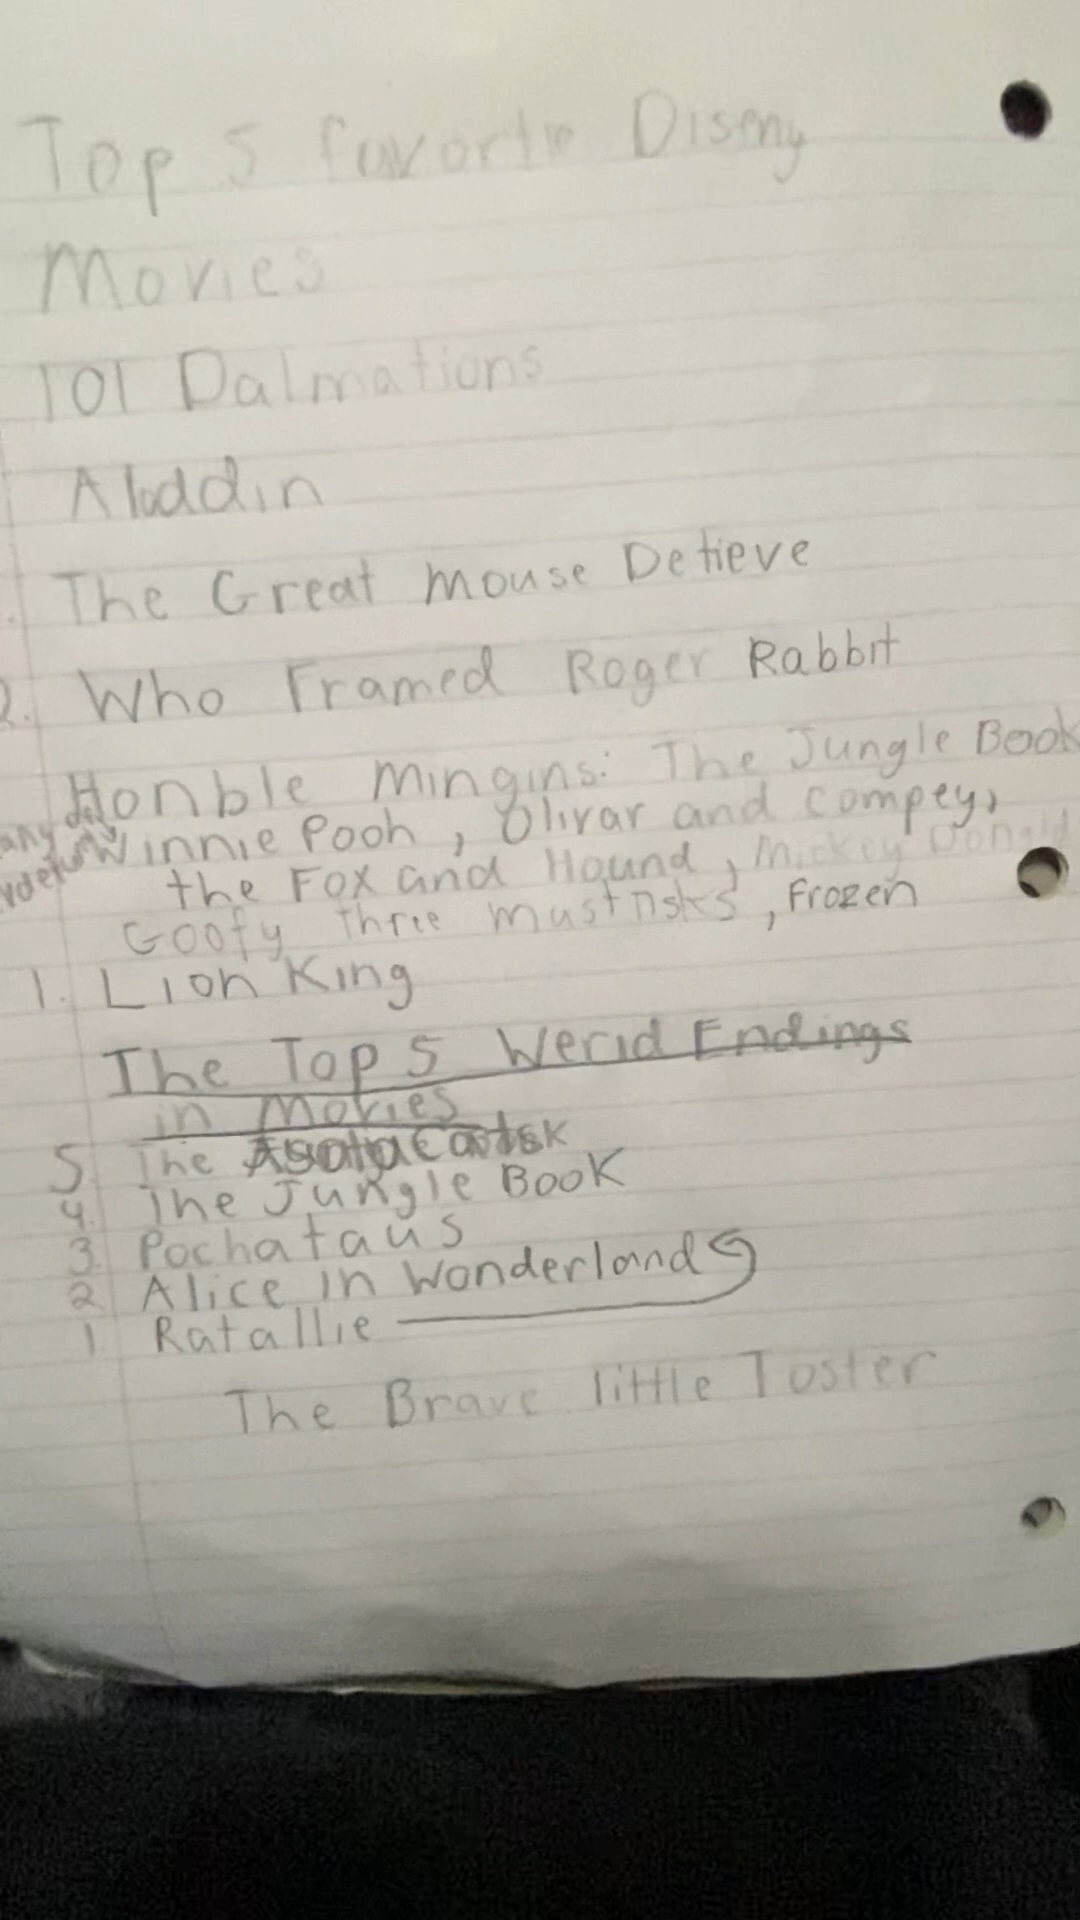 Top 5 favorte Diseny
Movies
101 Dalmations
Aladdin
The Great mouse Detieve
2. Who Framed Roger Rabbit
Honble Mingins: The Jungle Book
Winnie Pooh, Olivar and compey,
the Fox and Hound, Mickey Donald
Goofy Three
, Frozen
1. Lion King
The Top 5 Werid Endings
in Movies
5. The
4. The Jungle Book
3. Pochataus
2 Alice in Wonderland
1 Ratallie
The Brave little Toster